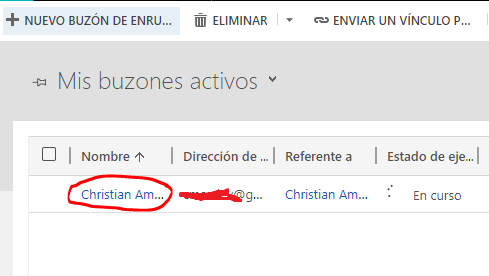 NUEVO BUZÓN DE ENRU... ELIMINAR ENVIAR UN VÍNCULO P...
Mis buzones activos
Nombre Dirección de ... Referente a Estado de eje...
Christian Am... @g... Christian Am... En curso